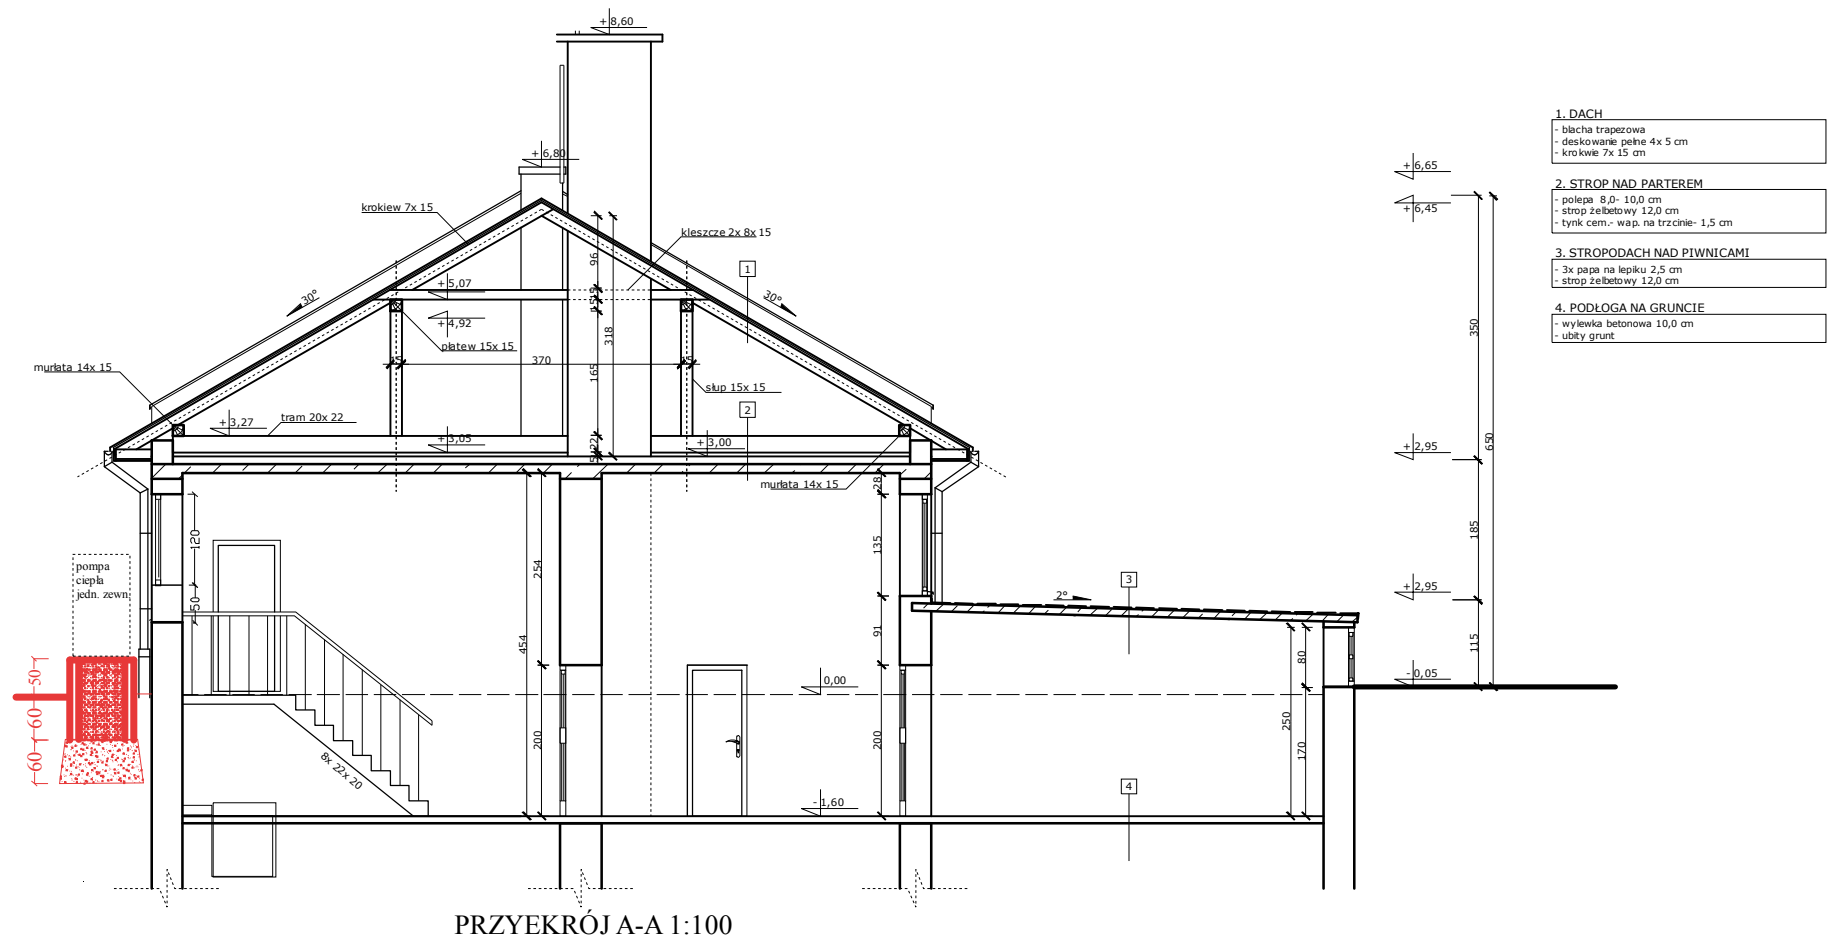 +8,60
+6,80
krokiew 7x 15
kleszcze 2x 8x 15
1
30°
30°
+5,07
+4,92
96
15
15
318
płatew 15x 15
15
370
15
165
słup 15x 15
murłata 14x 15
2
tram 20x 22
+3,27
+3,05
+3,00
22
murłata 14x 15
28
120
50
254
454
135
91
200
200
pompa
ciepła
jedn. zewn.
50
60
60
8x 22x 20
0,00
-1,60
2°
3
4
250
80
170
+6,65
+6,45
+2,95
+2,95
-0,05
350
650
185
115
1. DACH
- blacha trapezowa
- deskowanie pełne 4x 5 cm
- krokwie 7x 15 cm
2. STROP NAD PARTEREM
- polepa 8,0- 10,0 cm
- strop żelbetowy 12,0 cm
- tynk cem.- wap. na trzcinie- 1,5 cm
3. STROPODACH NAD PIWNICAMI
- 3x papa na lepiku 2,5 cm
- strop żelbetowy 12,0 cm
4. PODŁOGA NA GRUNCIE
- wylewka betonowa 10,0 cm
- ubity grunt
PRZYEKRÓJ A-A 1:100